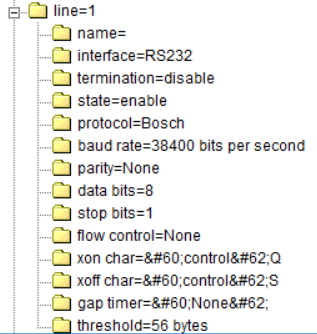 line=1
name=
interface=RS232
termination=disable
state=enable
protocol=Bosch
baud rate=38400 bits per second
parity=None
data bits=8
stop bits=1
flow control=None
xon char=&#60;control&#62;Q
xoff char=&#60;control&#62;S
gap timer=&#60;None&#62;
threshold=56 bytes